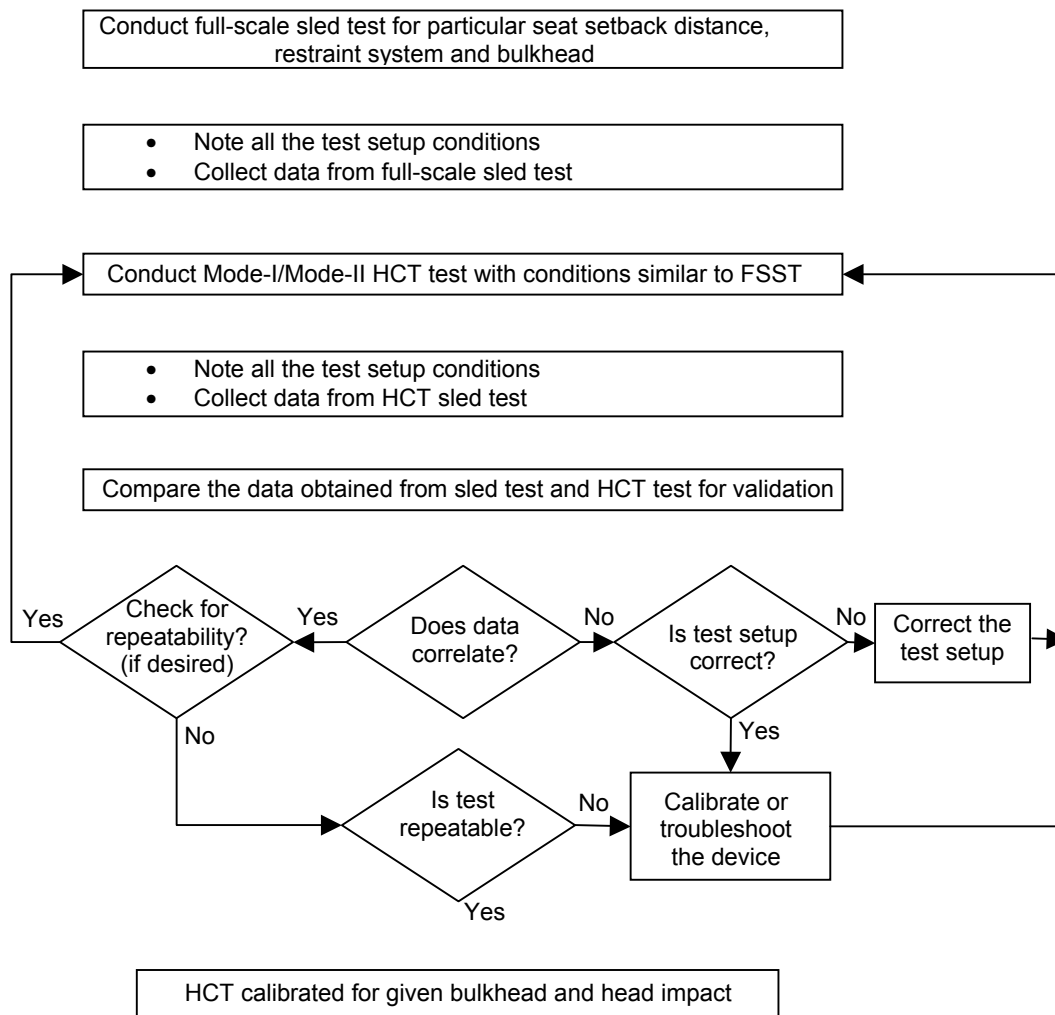 Conduct full-scale sled test for particular seat setback distance,
restraint system and bulkhead
• Note all the test setup conditions
• Collect data from full-scale sled test
Conduct Mode-I/Mode-II HCT test with conditions similar to FSST
• Note all the test setup conditions
• Collect data from HCT sled test
Compare the data obtained from sled test and HCT test for validation
Yes
Check for
repeatability?
(if desired)
Yes
Does data
correlate?
No
Is test setup
correct?
No
Correct the
test setup
No
Yes
Is test
repeatable?
No
Calibrate or
troubleshoot
the device
Yes
HCT calibrated for given bulkhead and head impact